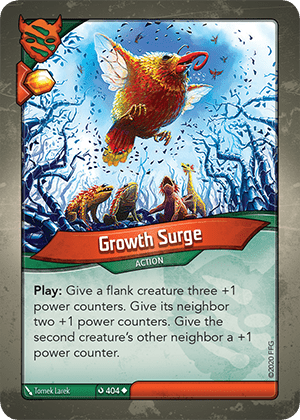 Growth Surge
ACTION
Play: Give a flank creature three +1
power counters. Give its neighbor
two +1 power counters. Give the
second creature's other neighbor a +1
power counter.
©2020 FFG
Tomek Larek
404